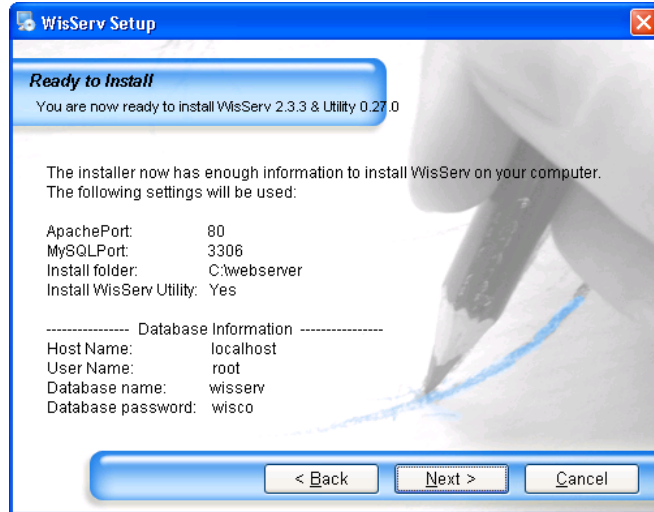 WisServ Setup
Ready to Install
You are now ready to install WisServ 2.3.3 & Utility 0.27.0
The installer now has enough information to install WisServ on your computer.
The following settings will be used:
ApachePort: 80
MySQLPort: 3306
Install folder: C:\webserver
Install WisServ Utility: Yes
---------------- Database Information ----------------
Host Name: localhost
User Name: root
Database name: wisserv
Database password: wisco
< Back Next > Cancel